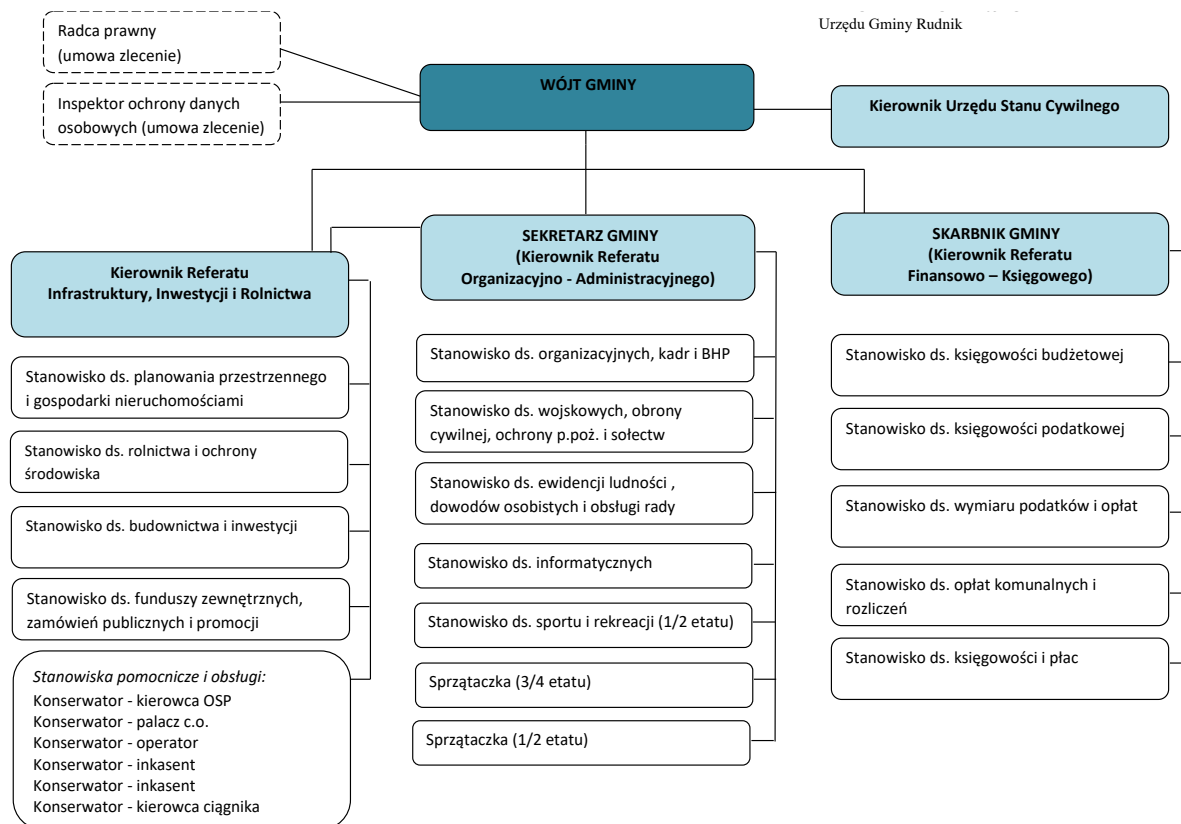 Urzędu Gminy Rudnik
Radca prawny
(umowa zlecenie)
Inspektor ochrony danych
osobowych (umowa zlecenie)
WÓJT GMINY
Kierownik Urzędu Stanu Cywilnego
Kierownik Referatu
Infrastruktury, Inwestycji i Rolnictwa
Stanowisko ds. planowania przestrzennego
i gospodarki nieruchomościami
Stanowisko ds. rolnictwa i ochrony
środowiska
Stanowisko ds. budownictwa i inwestycji
Stanowisko ds. funduszy zewnętrznych,
zamówień publicznych i promocji
Stanowiska pomocnicze i obsługi:
Konserwator - kierowca OSP
Konserwator - palacz c.o.
Konserwator - operator
Konserwator - inkasent
Konserwator - inkasent
Konserwator - kierowca ciągnika
SEKRETARZ GMINY
(Kierownik Referatu
Organizacyjno - Administracyjnego)
Stanowisko ds. organizacyjnych, kadr i BHP
Stanowisko ds. wojskowych, obrony
cywilnej, ochrony p.poż. i sołectw
Stanowisko ds. ewidencji ludności ,
dowodów osobistych i obsługi rady
Stanowisko ds. informatycznych
Stanowisko ds. sportu i rekreacji (1/2 etatu)
Sprzątaczka (3/4 etatu)
Sprzątaczka (1/2 etatu)
SKARBNIK GMINY
(Kierownik Referatu
Finansowo – Księgowego)
Stanowisko ds. księgowości budżetowej
Stanowisko ds. księgowości podatkowej
Stanowisko ds. wymiaru podatków i opłat
Stanowisko ds. opłat komunalnych i
rozliczeń
Stanowisko ds. księgowości i płac